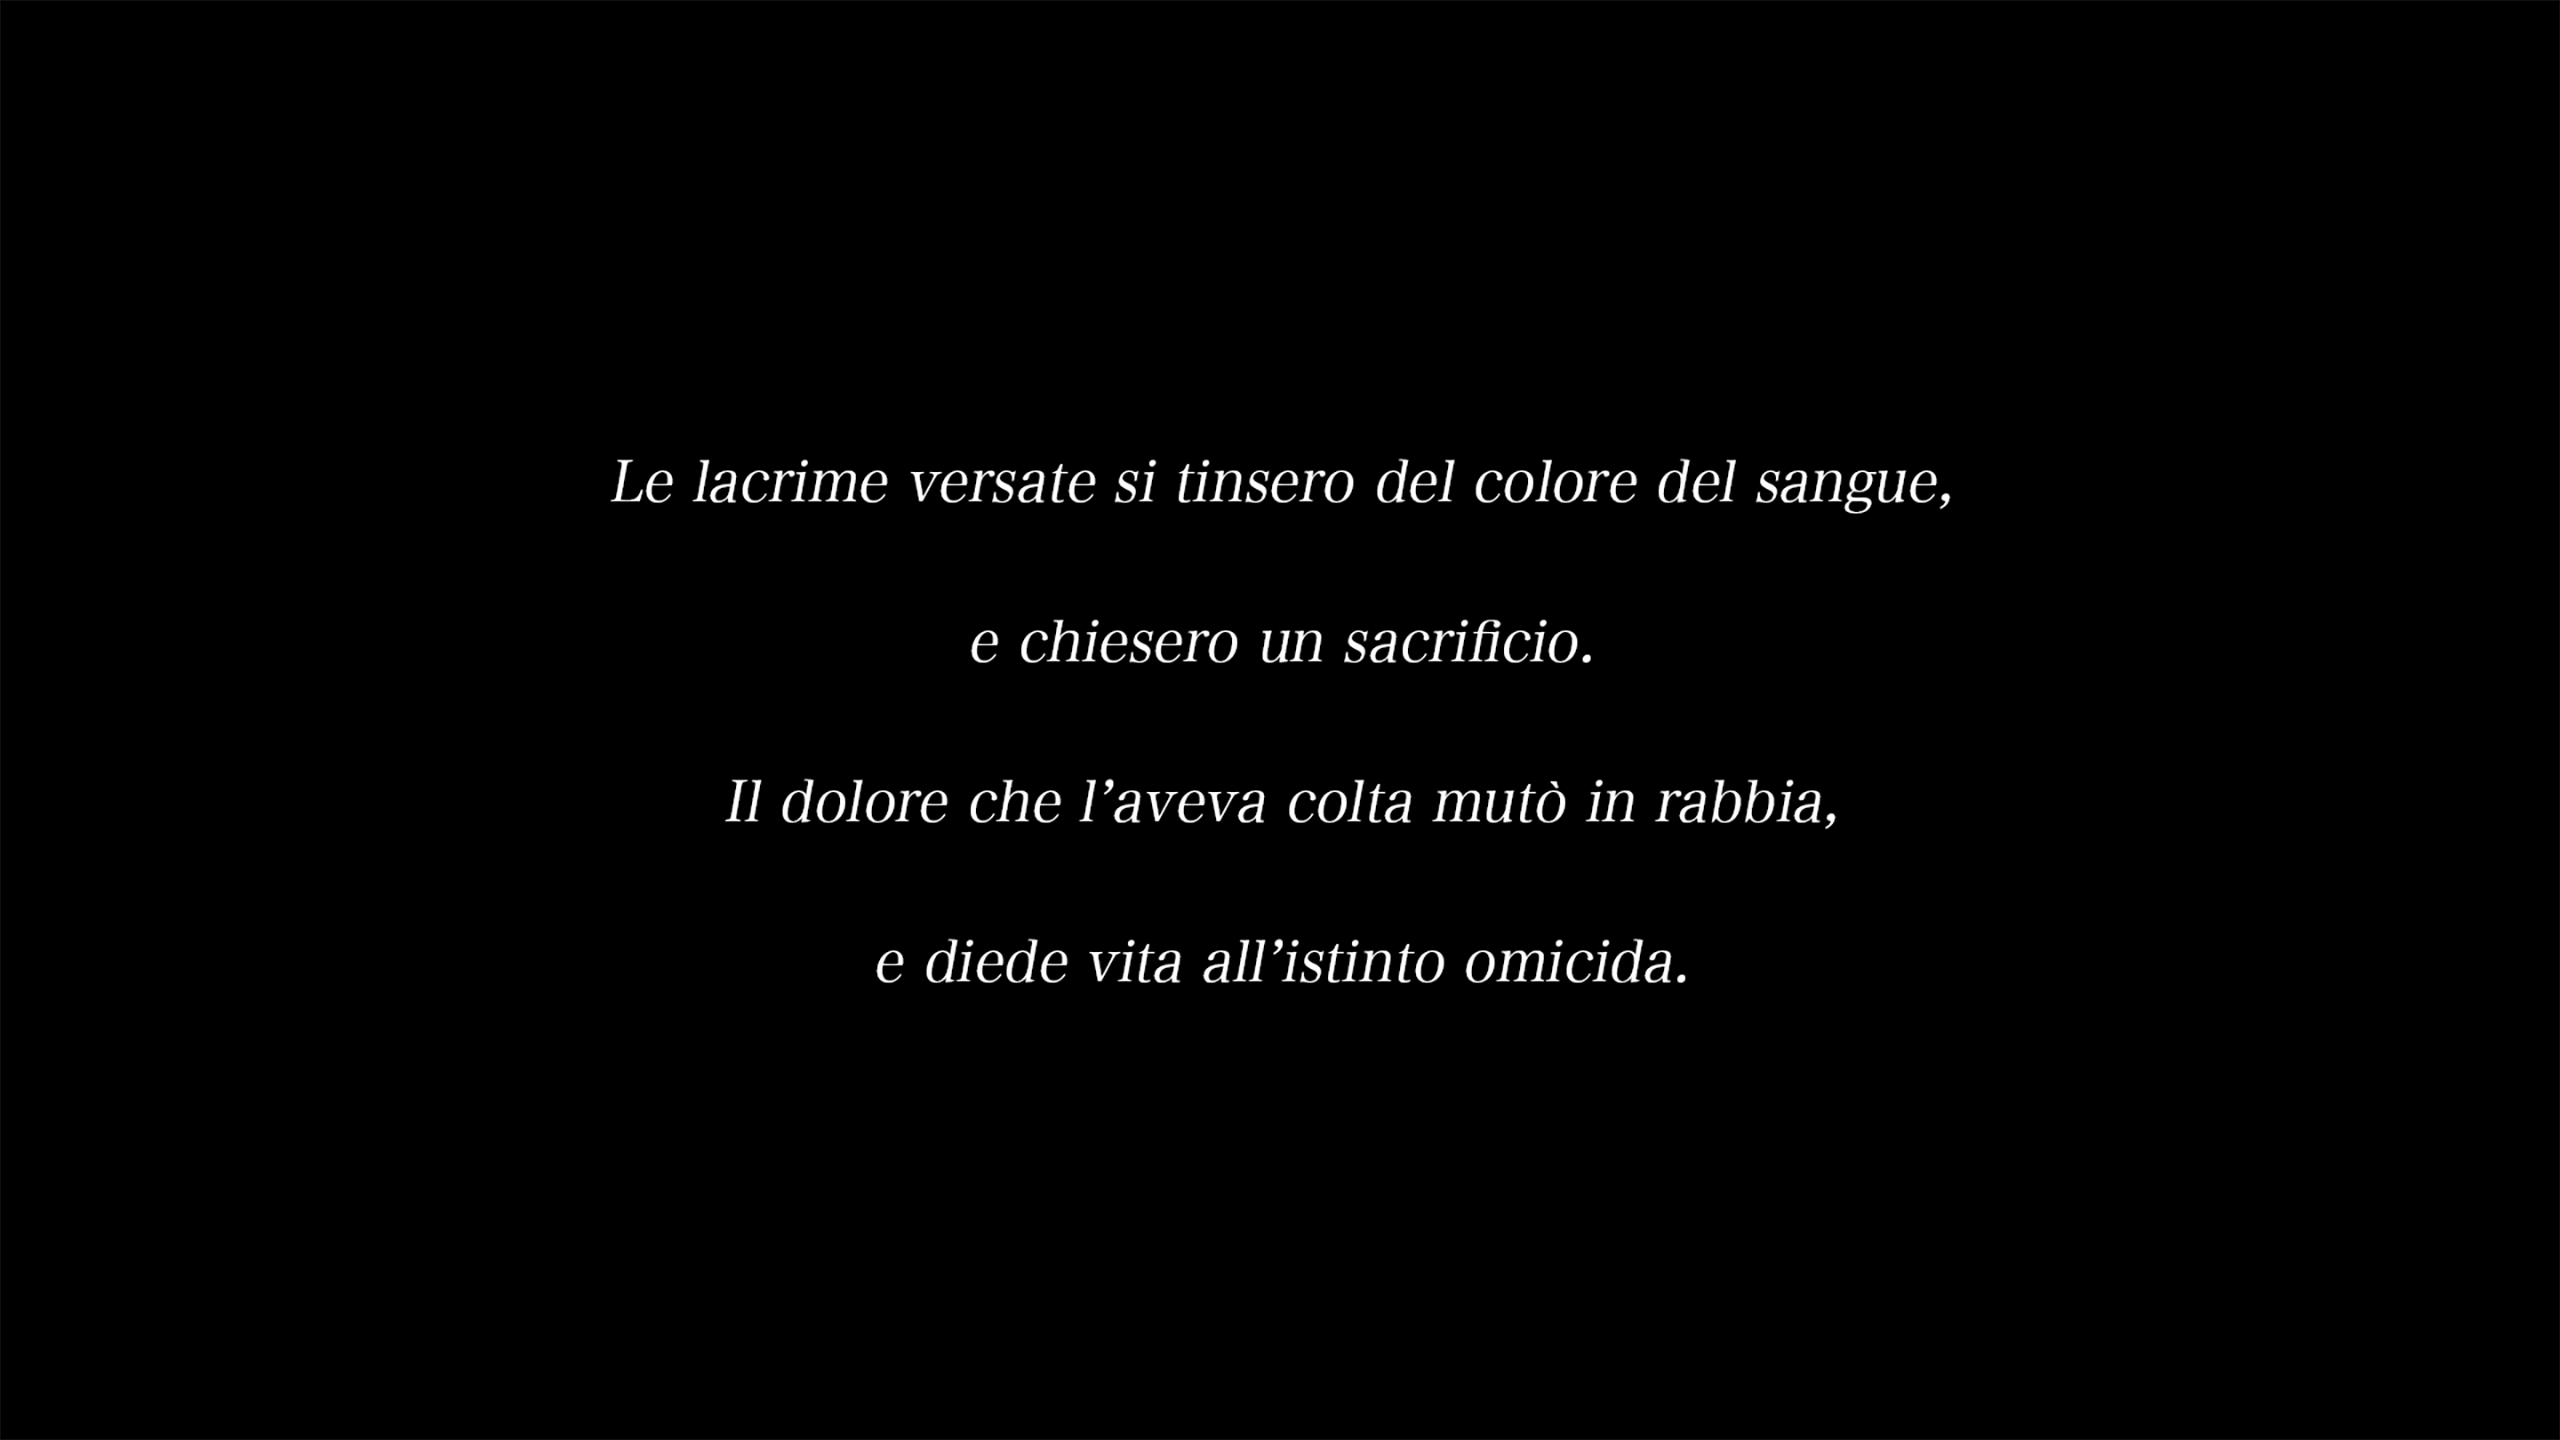 Le lacrime versate si tinsero del colore del sangue,
e chiesero un sacrificio.
Il dolore che l’aveva colta mutò in rabbia,
e diede vita all’istinto omicida.